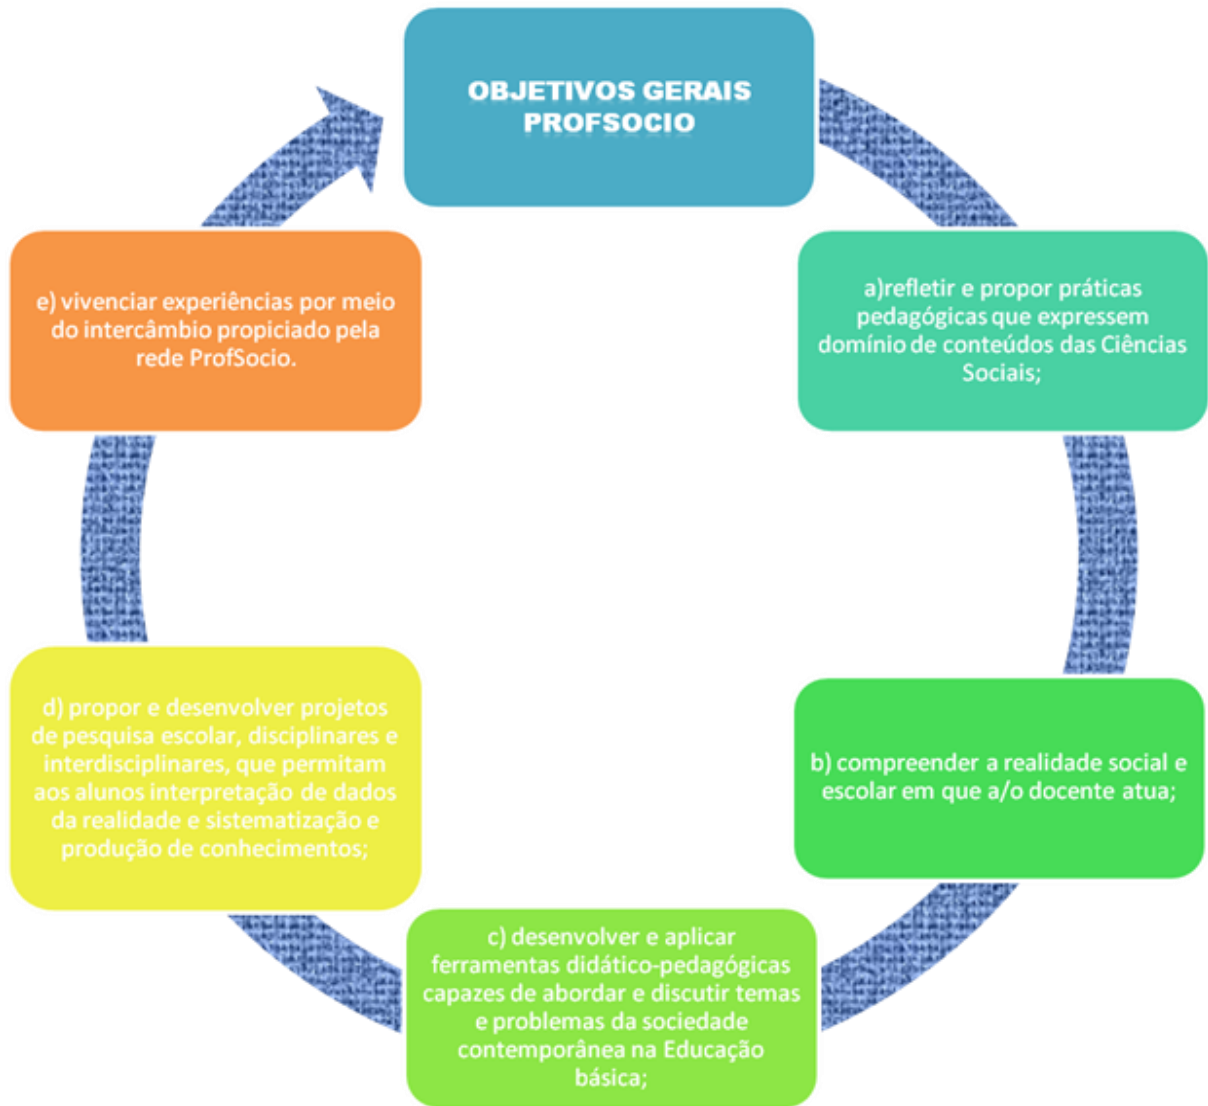 OBJETIVOS GERAIS
PROFSOCIO
a)refletir e propor práticas
pedagógicas que expressem
domínio de conteúdos das Ciências
Sociais;
b) compreender a realidade social e
escolar em que a/o docente atua;
c) desenvolver e aplicar
ferramentas didático-pedagógicas
capazes de abordar e discutir temas
e problemas da sociedade
contemporânea na Educação
básica;
d) propor e desenvolver projetos
de pesquisa escolar, disciplinares e
interdisciplinares, que permitam
aos alunos interpretação de dados
da realidade e sistematização e
produção de conhecimentos;
e) vivenciar experiências por meio
do intercâmbio propiciado pela
rede ProfSocio.